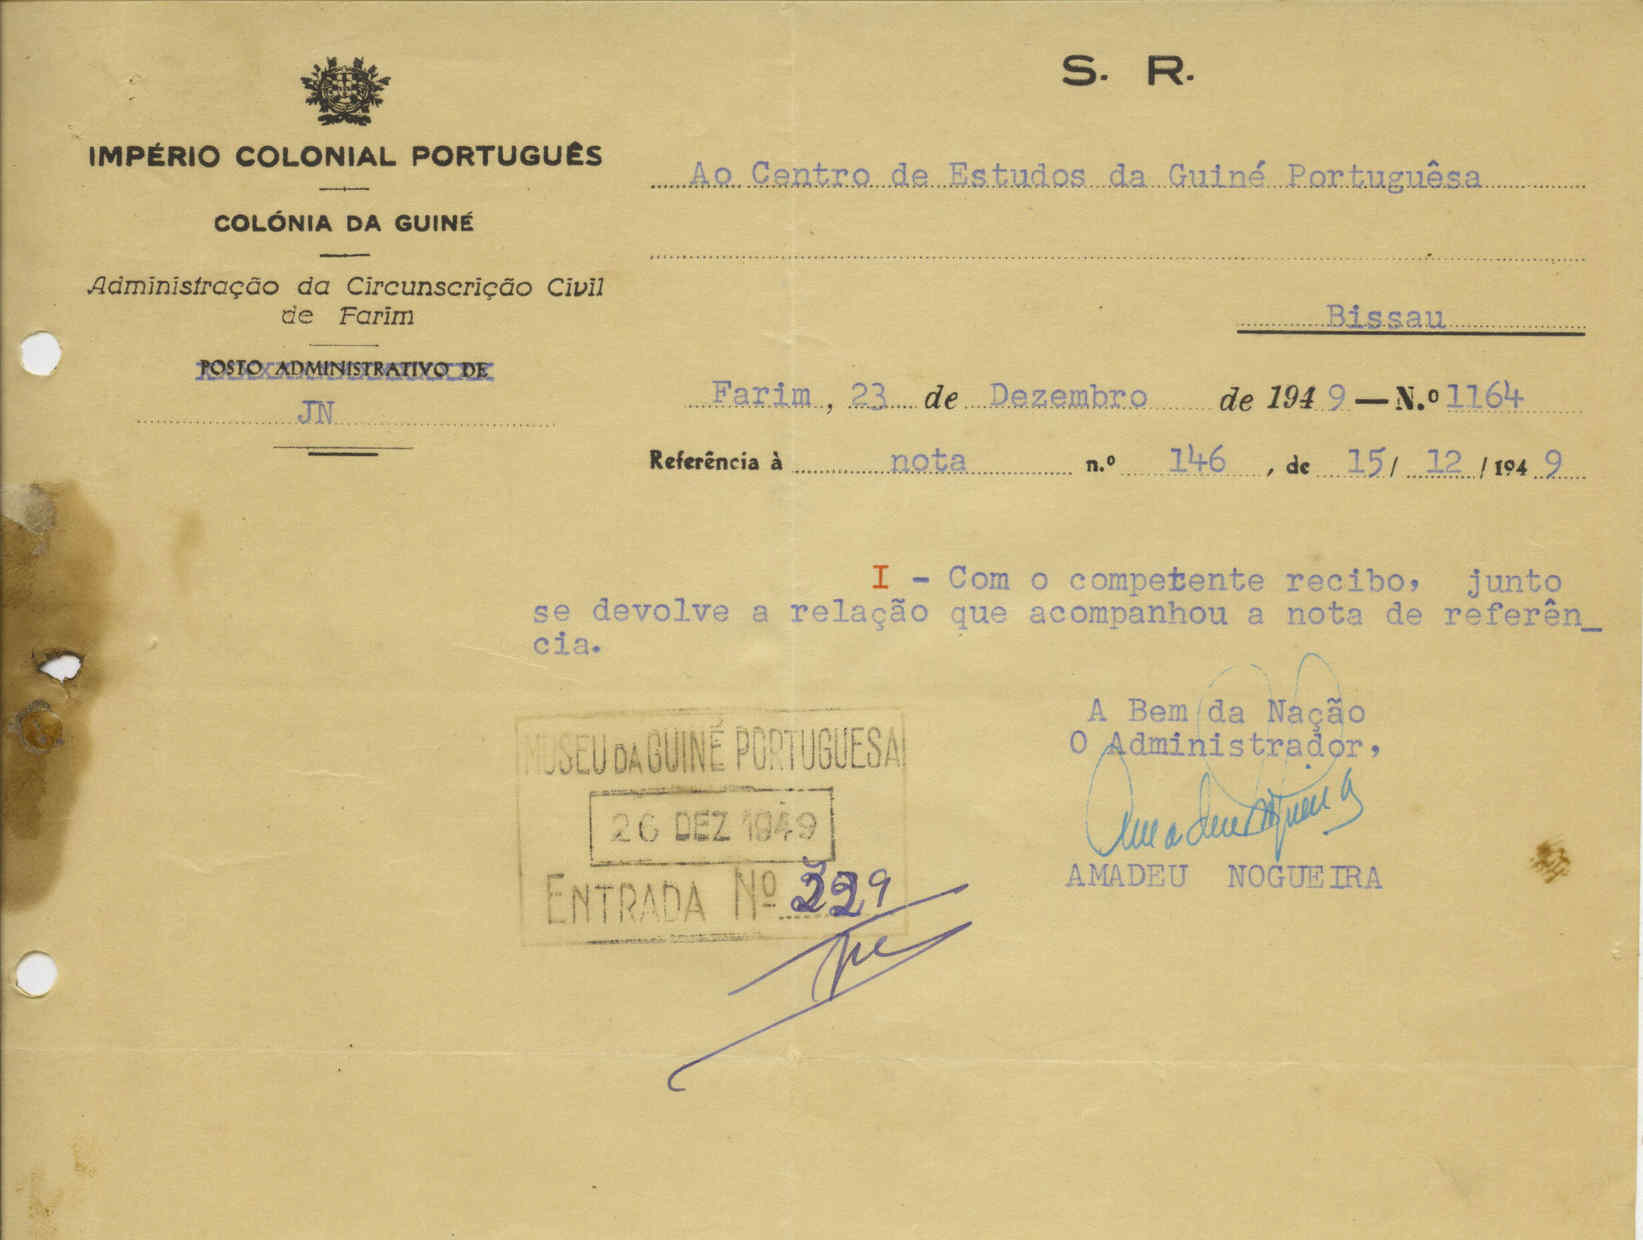 S. R.
IMPÉRIO COLONIAL PORTUGUÊS
COLÓNIA DA GUINÉ
Administração da Circunscrição Civil
de Farim
POSTO ADMINISTRATIVO DE
JN
Ao Centro de Estudos da Guiné Portuguêsa
Bissau
Farim, 23 de Dezembro de 1949 — N.º 1164
Referência à nota n.º 146, de 15/ 12 /1949
I - Com o competente recibo, junto
se devolve a relação que acompanhou a nota de referên_
cia.
A Bem da Nação
O Administrador,
Amadeu Nogueira
AMADEU NOGUEIRA
MUSEU DA GUINÉ PORTUGUESA
26 DEZ 1949
ENTRADA Nº